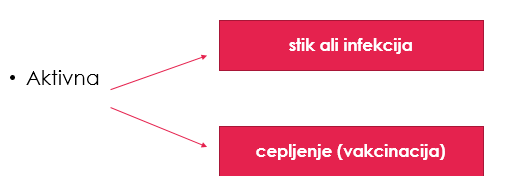 stik ali infekcija
• Aktivna
cepljenje (vakcinacija)